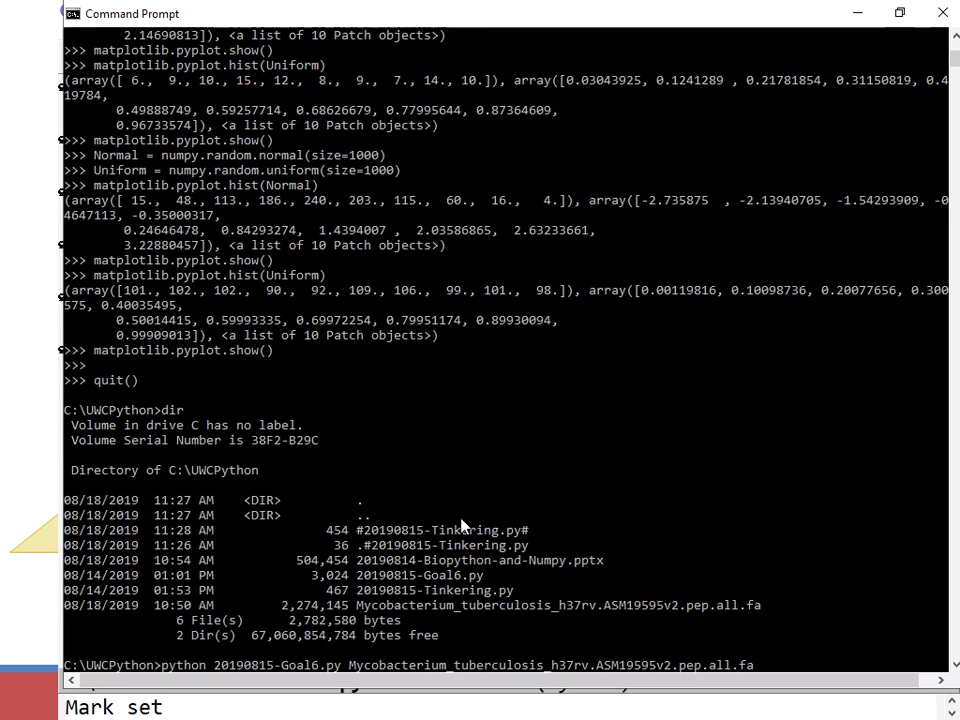 Command Prompt
2.14690813]), <a list of 10 Patch objects>)
>>> matplotlib.pyplot.show()
>>> matplotlib.pyplot.hist(Uniform)
(array([ 6.,  9., 10., 15., 12.,  8.,  9.,  7., 14., 10.]), array([0.03043925, 0.1241289 , 0.21781854, 0.31150819, 0.4
19784,
0.49888749, 0.59257714, 0.68626679, 0.77995644, 0.87364609,
0.96733574]), <a list of 10 Patch objects>)
>>> matplotlib.pyplot.show()
>>> Normal = numpy.random.normal(size=1000)
>>> Uniform = numpy.random.uniform(size=1000)
>>> matplotlib.pyplot.hist(Normal)
(array([ 15.,  48., 113., 186., 240., 203., 115.,  60.,  16.,   4.]), array([-2.735875  , -2.13940705, -1.54293909, -0
4647113, -0.35000317,
0.24646478,  0.84293274,  1.4394007 ,  2.03586865,  2.63233661,
3.22880457]), <a list of 10 Patch objects>)
>>> matplotlib.pyplot.show()
>>> matplotlib.pyplot.hist(Uniform)
(array([101., 102., 102.,  90.,  92., 109., 106.,  99., 101.,  98.]), array([0.00119816, 0.10098736, 0.20077656, 0.300
575, 0.40035495,
0.50014415, 0.59993335, 0.69972254, 0.79951174, 0.89930094,
0.99909013]), <a list of 10 Patch objects>)
>>> matplotlib.pyplot.show()
>>>
>>> quit()
C:\UWCPython>dir
Volume in drive C has no label.
Volume Serial Number is 38F2-B29C
Directory of C:\UWCPython
08/18/2019  11:27 AM    <DIR>          .
08/18/2019  11:27 AM    <DIR>          ..
08/18/2019  11:28 AM               454 #20190815-Tinkering.py#
08/18/2019  11:26 AM                36 .#20190815-Tinkering.py
08/18/2019  10:54 AM           504,454 20190814-Biopython-and-Numpy.pptx
08/14/2019  01:01 PM             3,024 20190815-Goal6.py
08/14/2019  01:53 PM               467 20190815-Tinkering.py
08/18/2019  10:50 AM         2,274,145 Mycobacterium_tuberculosis_h37rv.ASM19595v2.pep.all.fa
6 File(s)      2,782,580 bytes
2 Dir(s)  67,060,854,784 bytes free
C:\UWCPython>python 20190815-Goal6.py Mycobacterium_tuberculosis_h37rv.ASM19595v2.pep.all.fa
Mark set